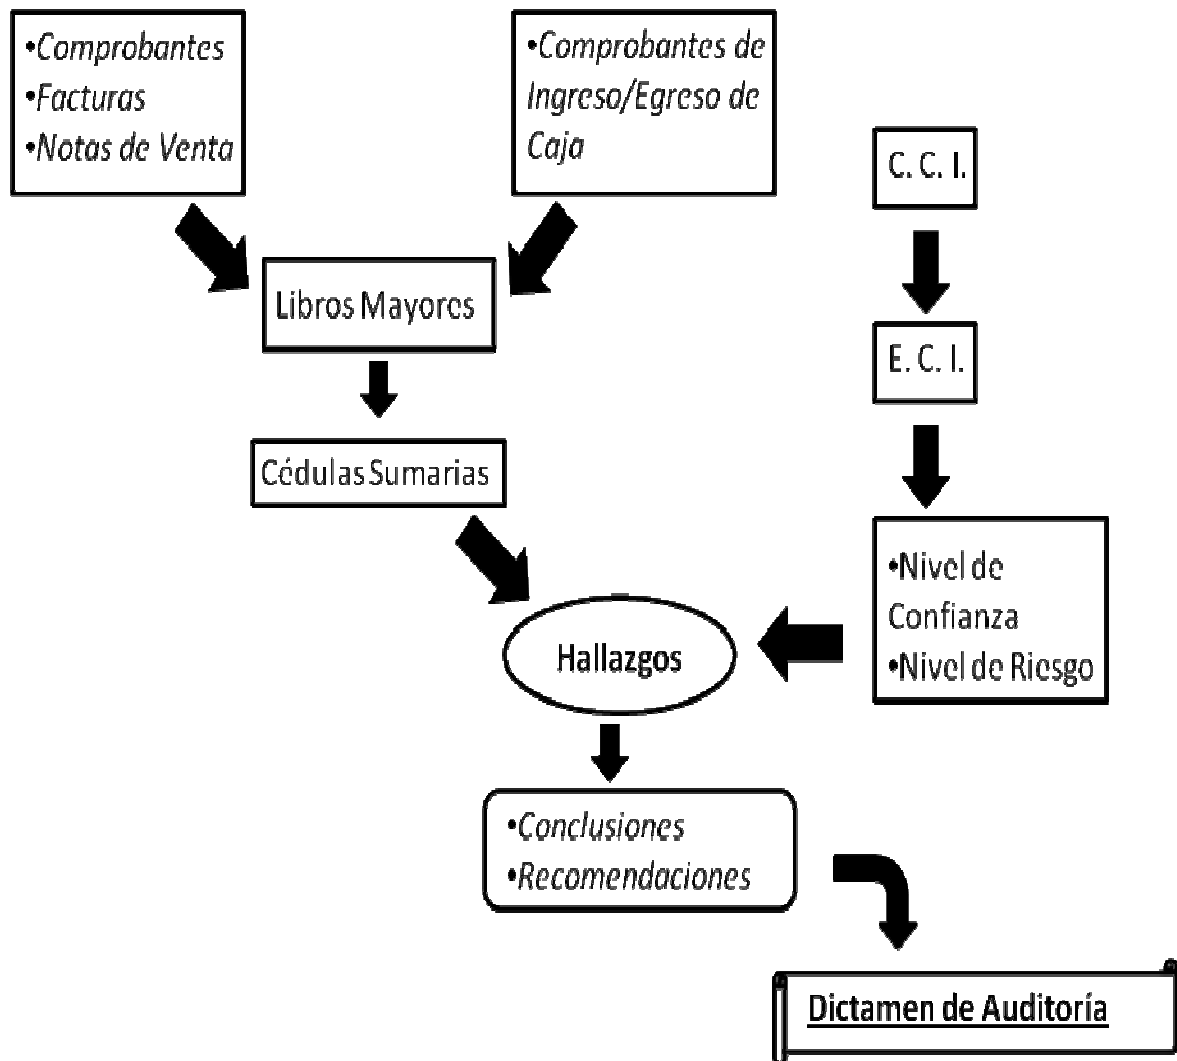 •Comprobantes
•Facturas
•Notas de Venta
•Comprobantes de
Ingreso/Egreso de
Caja
C. C. I.
Libros Mayores
E. C. I.
Cédulas Sumarias
•Nivel de
Confianza
•Nivel de Riesgo
Hallazgos
•Conclusiones
•Recomendaciones
Dictamen de Auditoría